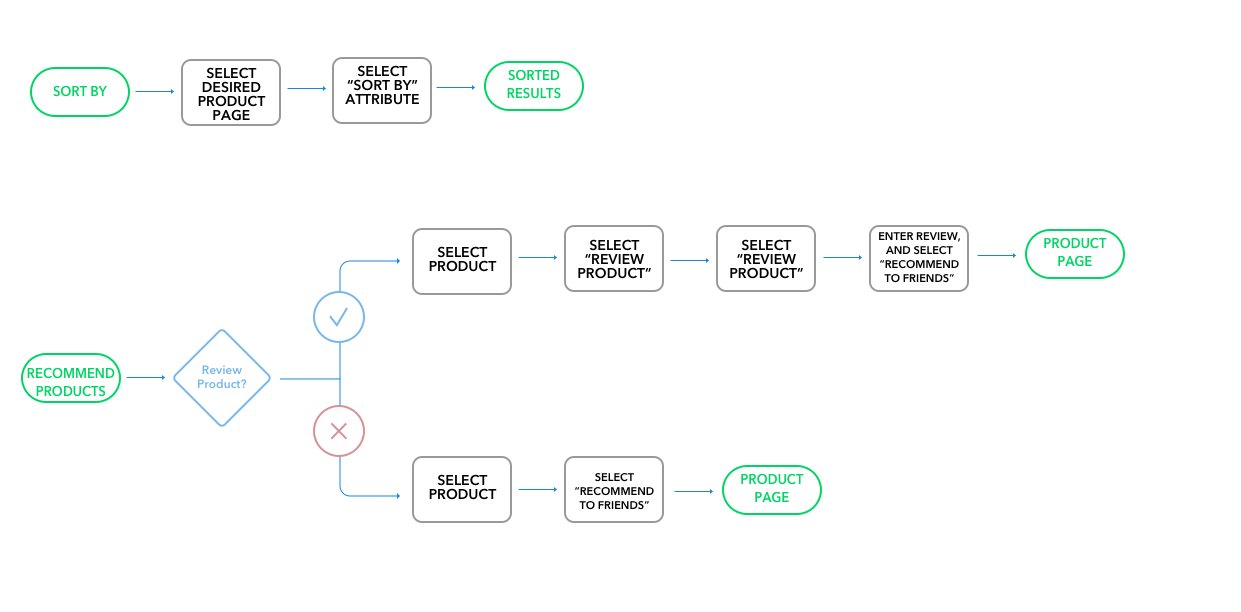 SORT BY
SELECT
DESIRED
PRODUCT
PAGE
SELECT
“SORT BY”
ATTRIBUTE
SORTED
RESULTS
RECOMMEND
PRODUCTS
Review
Product?
SELECT
PRODUCT
SELECT
“REVIEW
PRODUCT”
SELECT
“REVIEW
PRODUCT”
ENTER REVIEW,
AND SELECT
“RECOMMEND
TO FRIENDS”
PRODUCT
PAGE
SELECT
PRODUCT
SELECT
“RECOMMEND
TO FRIENDS”
PRODUCT
PAGE